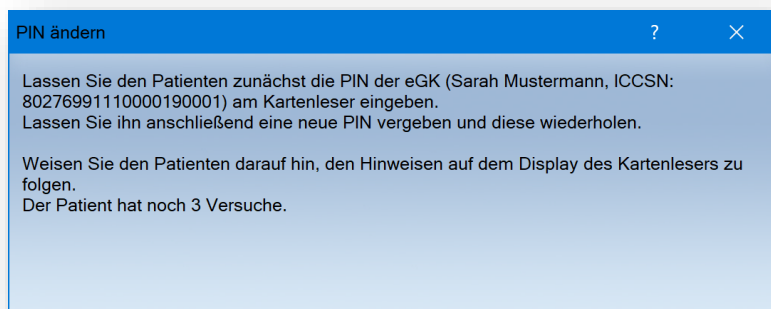 PIN ändern
?
Lassen Sie den Patienten zunächst die PIN der eGK (Sarah Mustermann, ICCSN:
80276991110000190001) am Kartenleser eingeben.
Lassen Sie ihn anschließend eine neue PIN vergeben und diese wiederholen.
Weisen Sie den Patienten darauf hin, den Hinweisen auf dem Display des Kartenlesers zu
folgen.
Der Patient hat noch 3 Versuche.